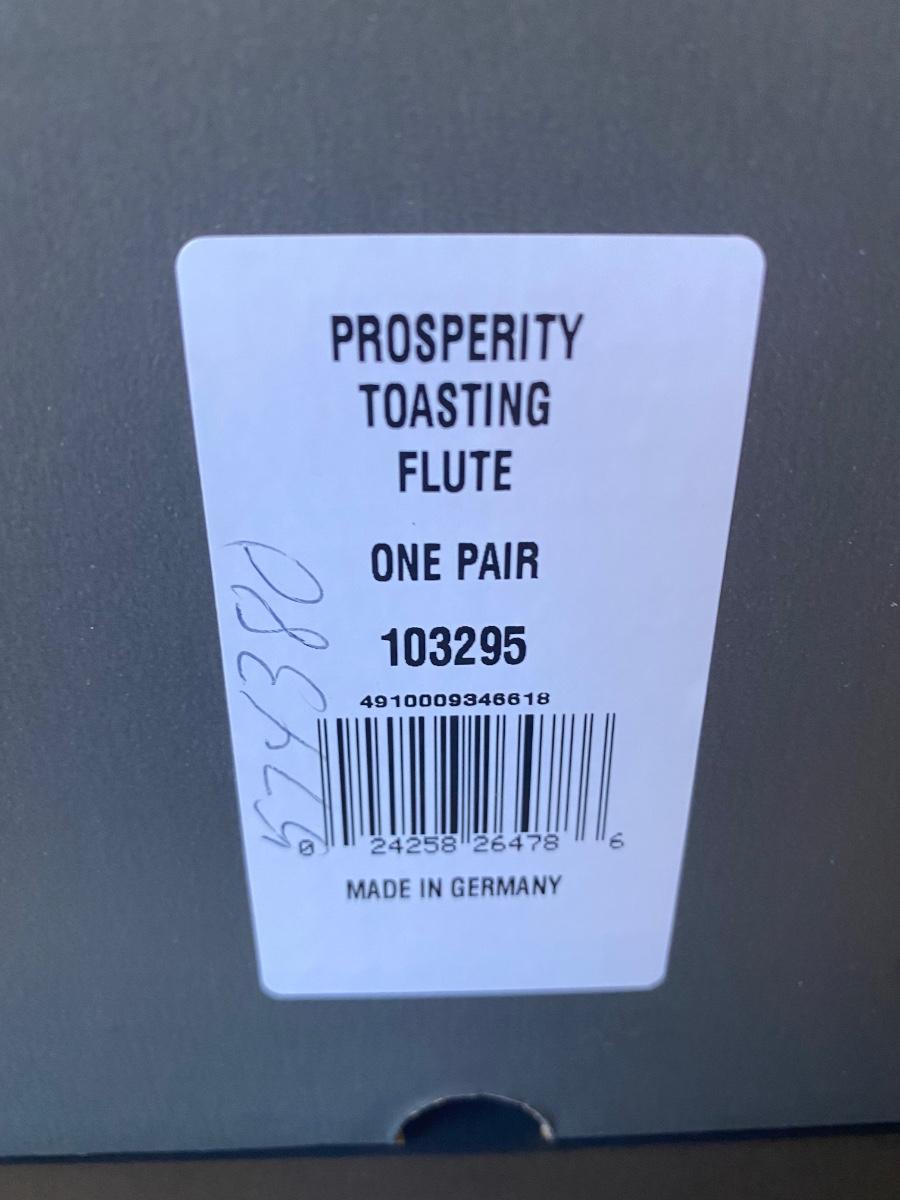 PROSPERITY
TOASTING
FLUTE
ONE PAIR
103295
4910009346618
0 24258 26478 6
MADE IN GERMANY